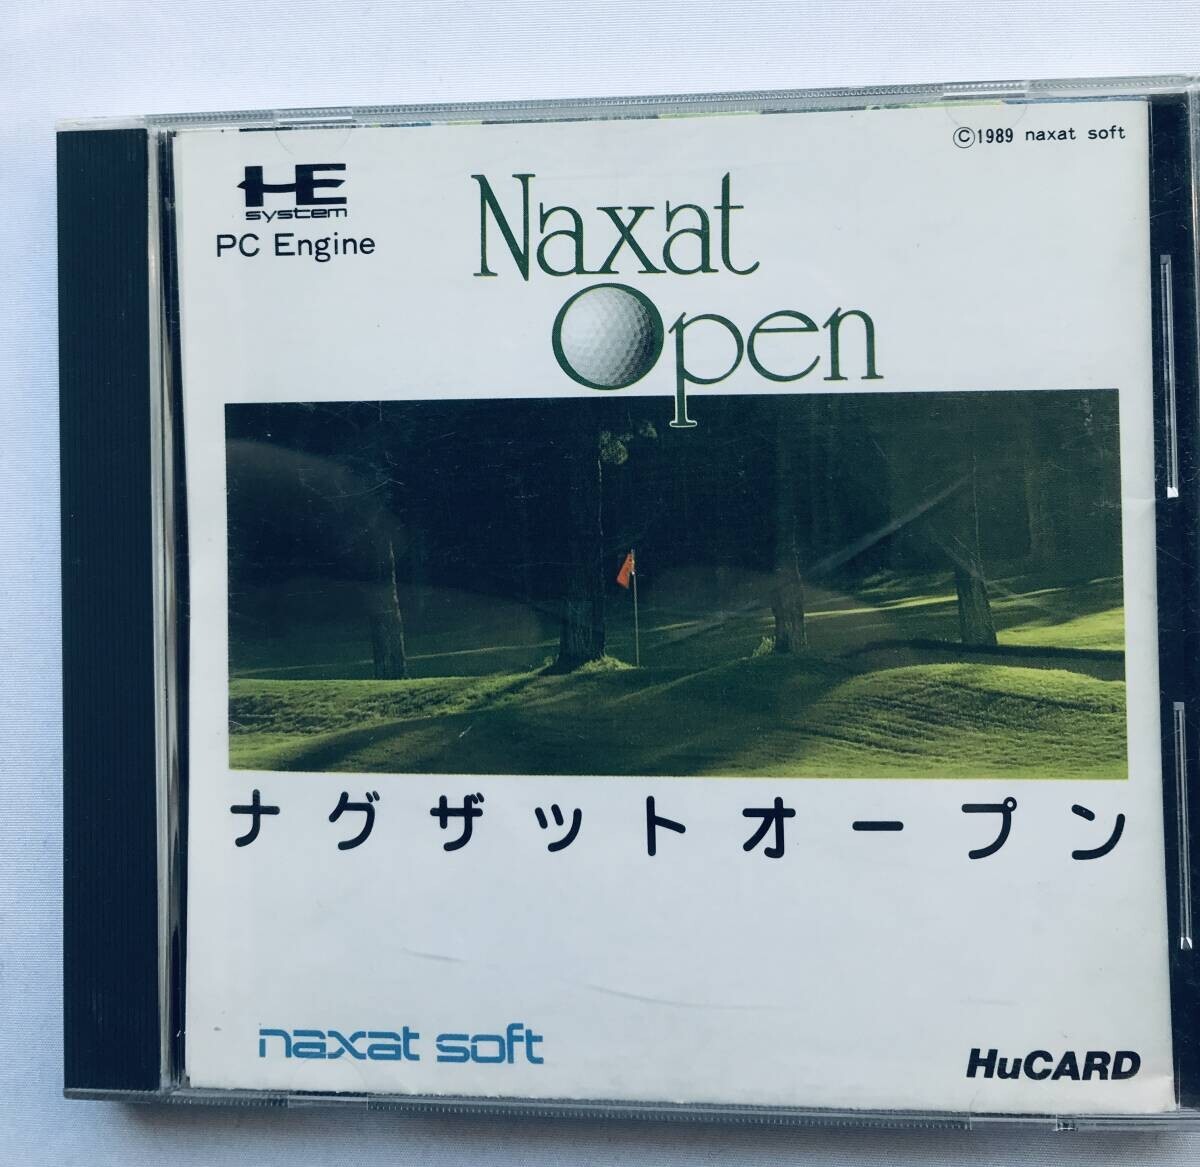 ©1989 naxat soft
HE
system
PC Engine
Naxat
Open
ナグザットオープン
naxat soft
HuCARD